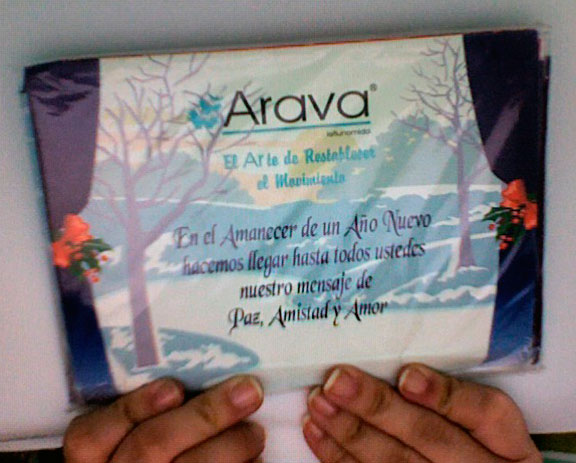 Arava®
leflunomida
El Arte de Restablecer
el Movimiento
En el Amanecer de un Año Nuevo
hacemos llegar hasta todos ustedes
nuestro mensaje de
Paz, Amistad y Amor